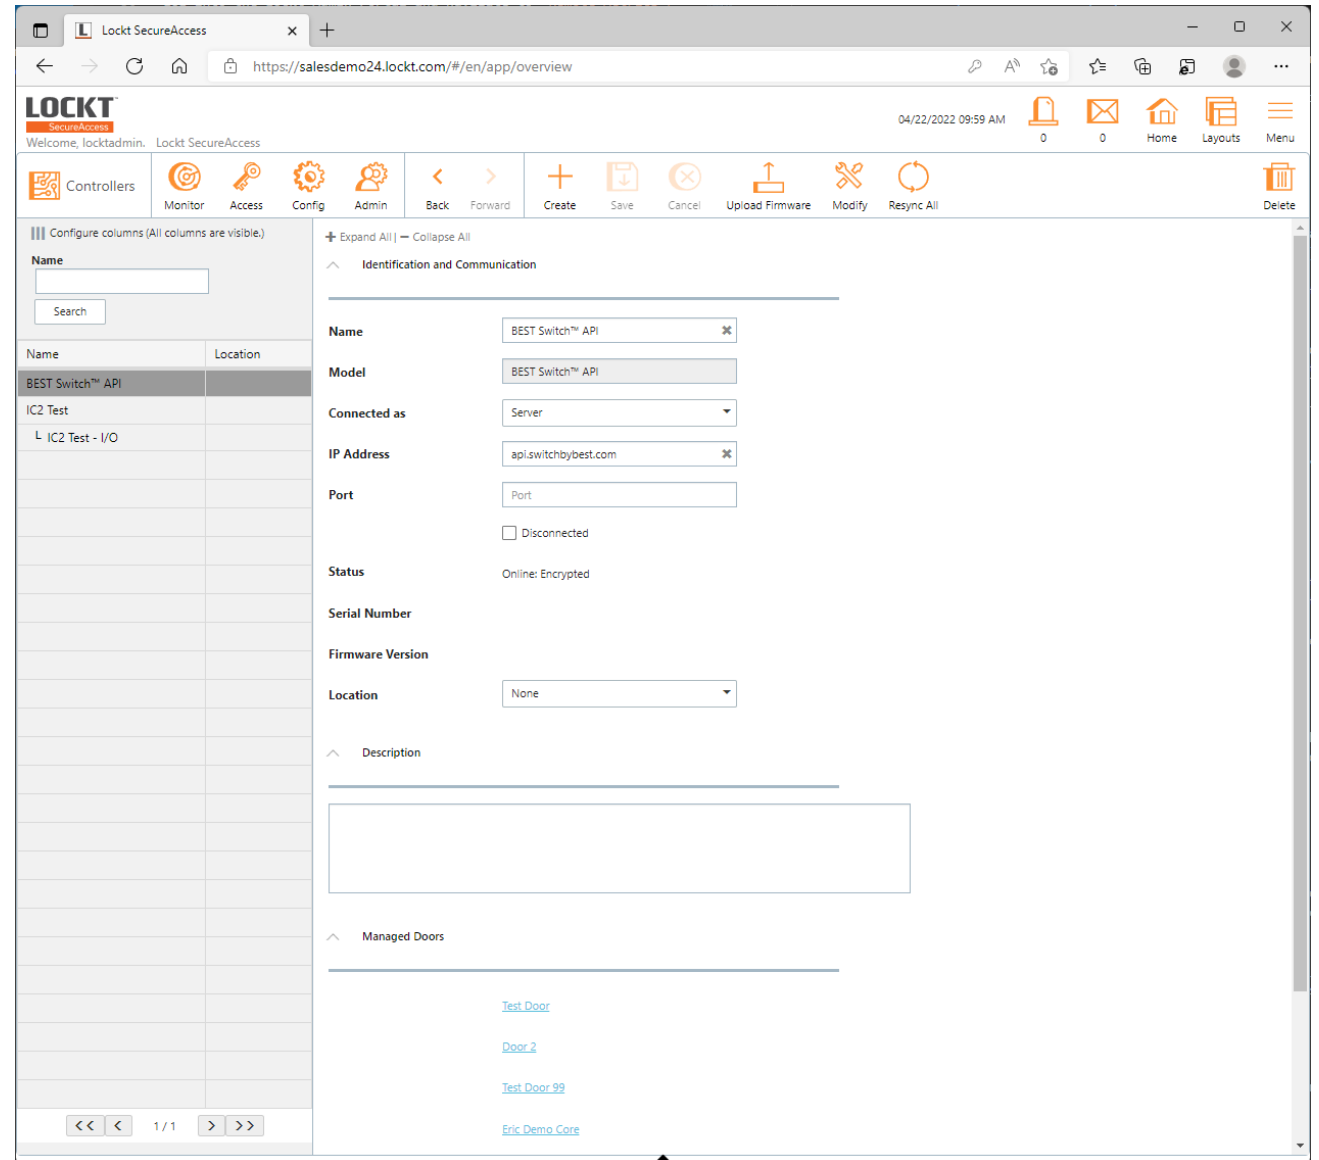 Lockt SecureAccess
https://salesdemo24.lockt.com/#/en/app/overview
LOCKT™
SecureAccess
Welcome, locktadmin. Lockt SecureAccess
04/22/2022 09:59 AM
0
0
Home
Layouts
Menu
Controllers
Monitor
Access
Config
Admin
Back
Forward
Create
Save
Cancel
Upload Firmware
Modify
Resync All
Delete
Configure columns (All columns are visible.)
Name
Search
Name Location
BEST Switch™ API
IC2 Test
IC2 Test - I/O
<< < 1 / 1 > >>
Expand All | Collapse All
Identification and Communication
Name BEST Switch™ API
Model BEST Switch™ API
Connected as Server
IP Address api.switchbybest.com
Port Port
Disconnected
Status Online: Encrypted
Serial Number
Firmware Version
Location None
Description
Managed Doors
Test Door
Door 2
Test Door 99
Eric Demo Core